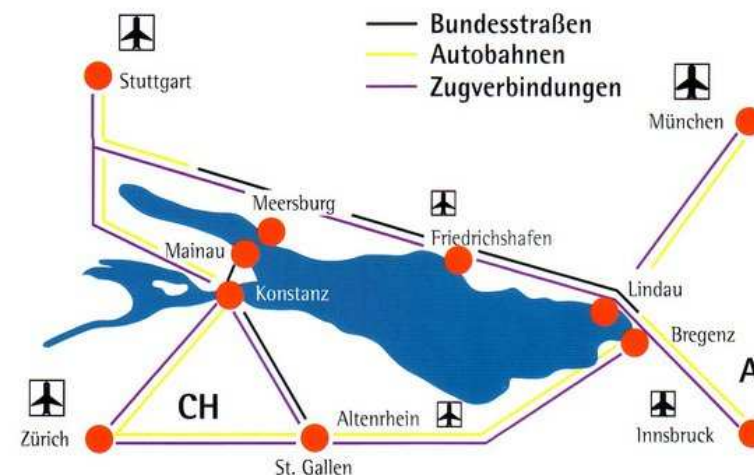 Bundesstraßen
Autobahnen
Zugverbindungen
Stuttgart
München
Meersburg
Friedrichshafen
Mainau
Lindau
Konstanz
Bregenz
A
CH
Altenrhein
Zürich
Innsbruck
St. Gallen